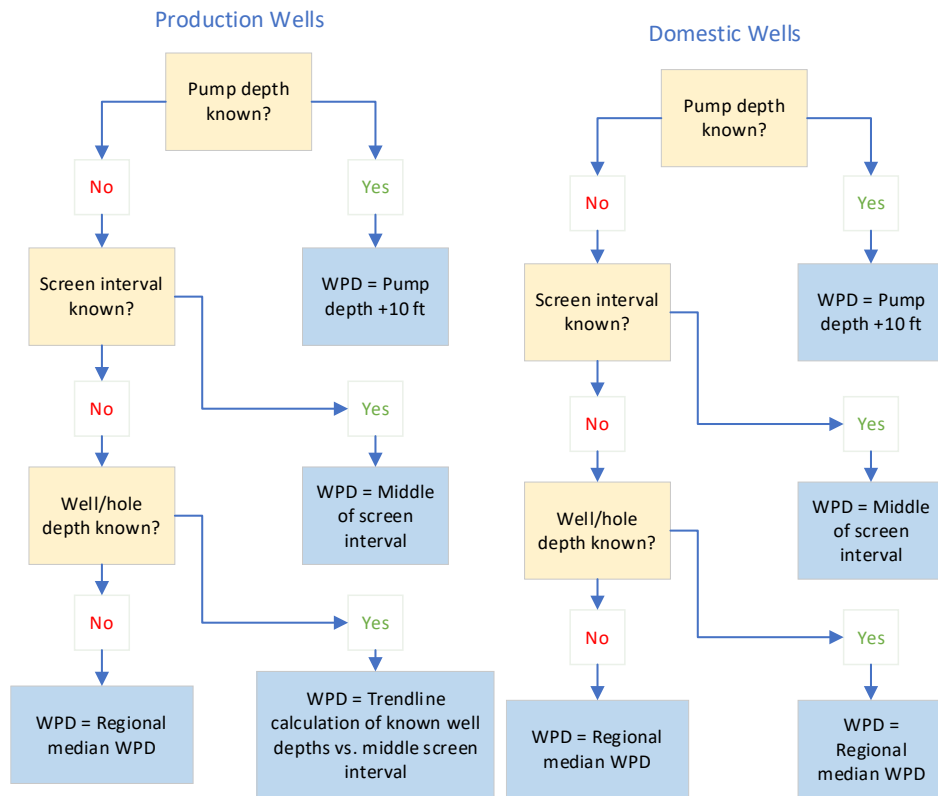 Production Wells
Pump depth
known?
No
Yes
Screen interval
known?
WPD = Pump
depth +10 ft
No
Yes
Well/hole
depth known?
WPD = Middle
of screen
interval
No
Yes
WPD = Regional
median WPD
WPD = Trendline
calculation of known well
depths vs. middle screen
interval
Domestic Wells
Pump depth
known?
No
Yes
Screen interval
known?
WPD = Pump
depth +10 ft
No
Yes
Well/hole
depth known?
WPD = Middle
of screen
interval
No
Yes
WPD = Regional
median WPD
WPD =
Regional
median WPD